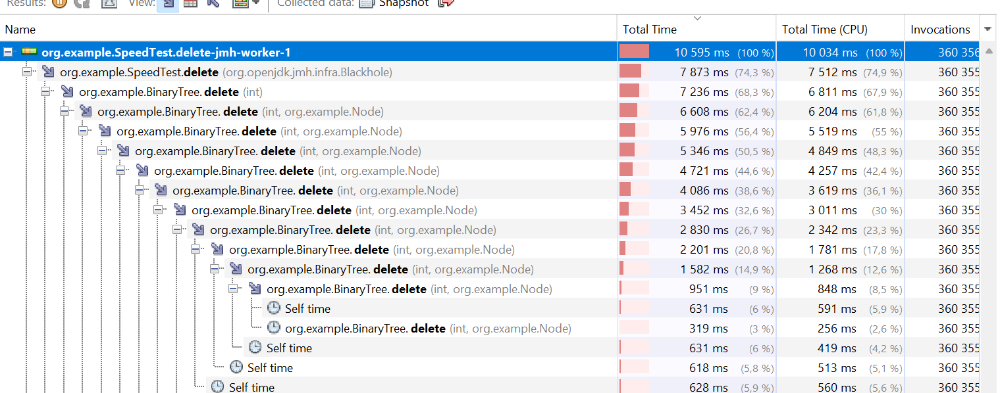 Results: View: Collected data: Snapshot
Name Total Time Total Time (CPU) Invocations
org.example.SpeedTest.delete-jmh-worker-1 10 595 ms (100 %) 10 034 ms (100 %) 360 356
org.example.SpeedTest.delete (org.openjdk.jmh.infra.Blackhole) 7 873 ms (74,3 %) 7 512 ms (74,9 %) 360 355
org.example.BinaryTree.delete (int) 7 236 ms (68,3 %) 6 811 ms (67,9 %) 360 355
org.example.BinaryTree.delete (int, org.example.Node) 6 608 ms (62,4 %) 6 204 ms (61,8 %) 360 355
org.example.BinaryTree.delete (int, org.example.Node) 5 976 ms (56,4 %) 5 519 ms (55 %) 360 355
org.example.BinaryTree.delete (int, org.example.Node) 5 346 ms (50,5 %) 4 849 ms (48,3 %) 360 355
org.example.BinaryTree.delete (int, org.example.Node) 4 721 ms (44,6 %) 4 257 ms (42,4 %) 360 355
org.example.BinaryTree.delete (int, org.example.Node) 4 086 ms (38,6 %) 3 619 ms (36,1 %) 360 355
org.example.BinaryTree.delete (int, org.example.Node) 3 452 ms (32,6 %) 3 011 ms (30 %) 360 355
org.example.BinaryTree.delete (int, org.example.Node) 2 830 ms (26,7 %) 2 342 ms (23,3 %) 360 355
org.example.BinaryTree.delete (int, org.example.Node) 2 201 ms (20,8 %) 1 781 ms (17,8 %) 360 355
org.example.BinaryTree.delete (int, org.example.Node) 1 582 ms (14,9 %) 1 268 ms (12,6 %) 360 355
org.example.BinaryTree.delete (int, org.example.Node) 951 ms (9 %) 848 ms (8,5 %) 360 355
Self time 631 ms (6 %) 591 ms (5,9 %) 360 355
org.example.BinaryTree.delete (int, org.example.Node) 319 ms (3 %) 256 ms (2,6 %) 360 355
Self time 631 ms (6 %) 419 ms (4,2 %) 360 355
Self time 618 ms (5,8 %) 513 ms (5,1 %) 360 355
Self time 628 ms (5,9 %) 560 ms (5,6 %) 360 355